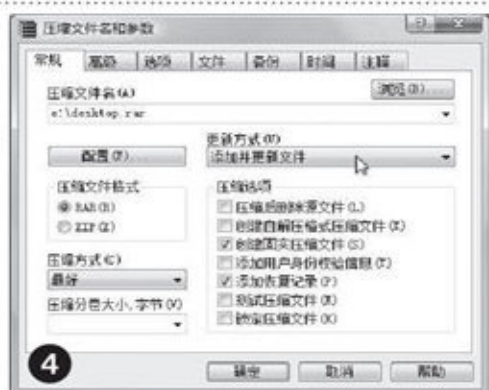 压缩文件名和参数
常规 高级 选项 文件 备份 时间 注释
压缩文件名(A)
浏览(B)...
e:\desktop.rar
更新方式(U)
配置(F)...
添加并更新文件
压缩文件格式
RAR(R)
ZIP(Z)
压缩选项
压缩后删除源文件(L)
创建自解压格式压缩文件(X)
创建固实压缩文件(S)
添加用户身份校验信息(T)
添加恢复记录(P)
测试压缩文件(W)
锁定压缩文件(K)
压缩方式(C)
最好
压缩分卷大小,字节(V)
4
确定 取消 帮助